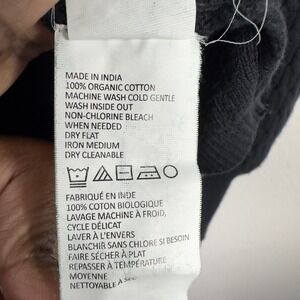 MADE IN INDIA
100% ORGANIC COTTON
MACHINE WASH COLD GENTLE
WASH INSIDE OUT
NON-CHLORINE BLEACH
WHEN NEEDED
DRY FLAT
IRON MEDIUM
DRY CLEANABLE
FABRIQUÉ EN INDE
100% COTON BIOLOGIQUE
LAVAGE MACHINE À FROID,
CYCLE DÉLICAT
LAVER À L'ENVERS
BLANCHIR SANS CHLORE SI BESOIN
FAIRE SÉCHER À PLAT
REPASSER À TEMPÉRATURE
MOYENNE
NETTOYABLE À